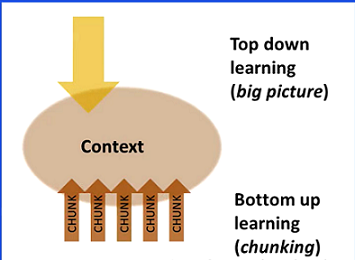 Top down
learning
(big picture)
Context
CHUNK
CHUNK
CHUNK
CHUNK
CHUNK
Bottom up
learning
(chunking)